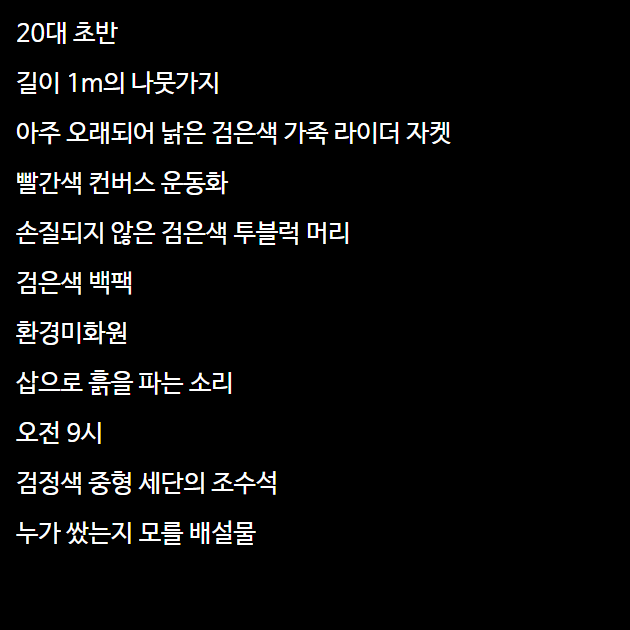 20대 초반
길이 1m의 나뭇가지
아주 오래되어 낡은 검은색 가죽 라이더 자켓
빨간색 컨버스 운동화
손질되지 않은 검은색 투블럭 머리
검은색 백팩
환경미화원
삽으로 흙을 파는 소리
오전 9시
검정색 중형 세단의 조수석
누가 쌌는지 모를 배설물